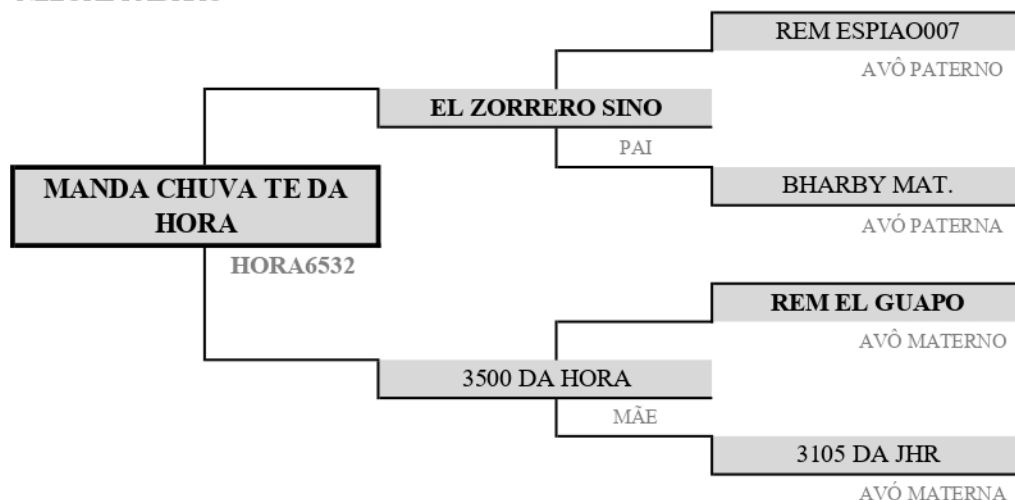 REM ESPIAO007
AVÔ PATERNO
EL ZORRERO SINO
PAI
MANDA CHUVA TE DA
HORA
BHARBY MAT.
AVÓ PATERNA
HORA6532
REM EL GUAPO
AVÔ MATERNO
3500 DA HORA
MÃE
3105 DA JHR
AVÓ MATERNA